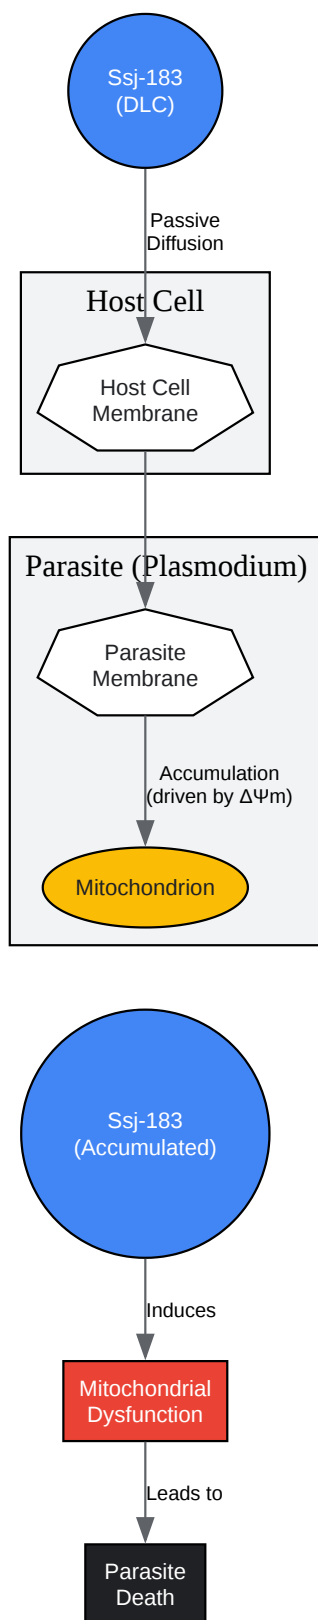 Ssj-183
(DLC)
Passive
Diffusion
Host Cell
Host Cell
Membrane
Parasite (Plasmodium)
Parasite
Membrane
Accumulation
(driven by ΔΨm)
Mitochondrion
Ssj-183
(Accumulated)
Induces
Mitochondrial
Dysfunction
Leads to
Parasite
Death